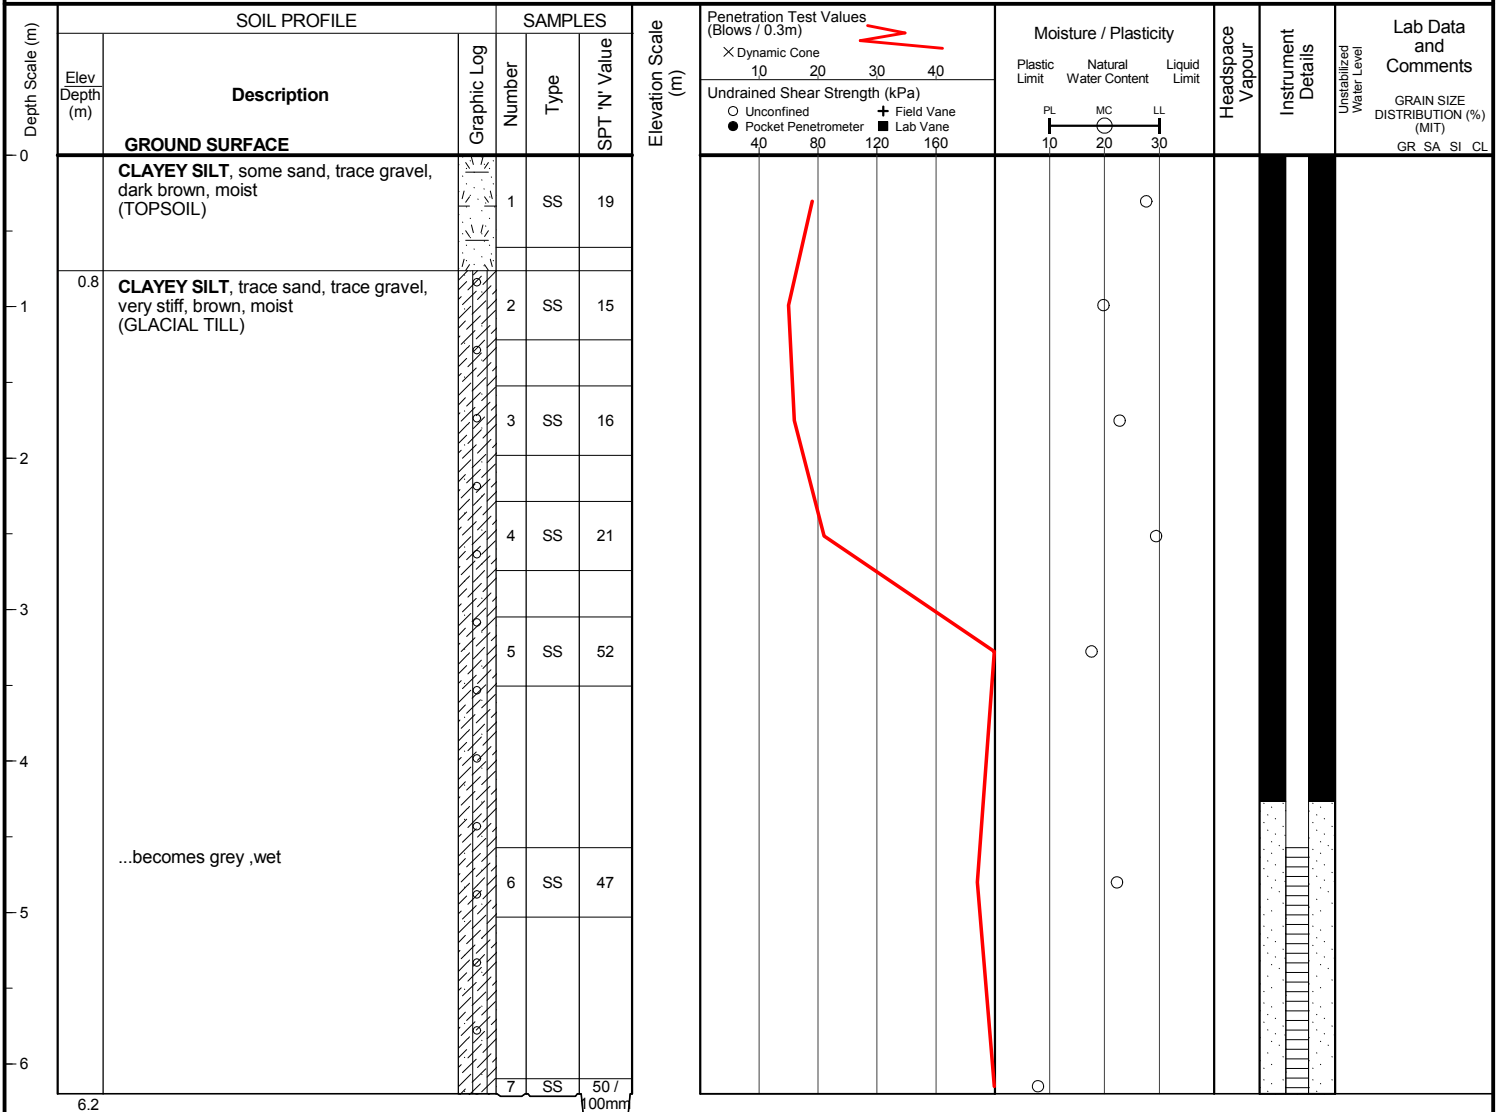 SOIL PROFILE
SAMPLES
Depth Scale (m)
Elev
Depth
(m)
Description
GROUND SURFACE
Graphic Log
Number
Type
SPT 'N' Value
Elevation Scale
(m)
Penetration Test Values
(Blows / 0.3m)
X Dynamic Cone
10 20 30 40
Undrained Shear Strength (kPa)
Unconfined
Field Vane
Pocket Penetrometer
Lab Vane
40 80 120 160
Moisture / Plasticity
Plastic
Limit
Natural
Water Content
Liquid
Limit
PL MC LL
10 20 30
Headspace
Vapour
Instrument
Details
Unstabilized
Water Level
Lab Data
and
Comments
GRAIN SIZE
DISTRIBUTION (%)
(MIT)
GR SA SI CL
0
CLAYEY SILT, some sand, trace gravel,
dark brown, moist
(TOPSOIL)
1 SS 19
0.8
CLAYEY SILT, trace sand, trace gravel,
very stiff, brown, moist
(GLACIAL TILL)
1
2 SS 15
3 SS 16
2
4 SS 21
3
5 SS 52
4
...becomes grey ,wet
6 SS 47
5
6
7 SS 50 /
100mm
6.2